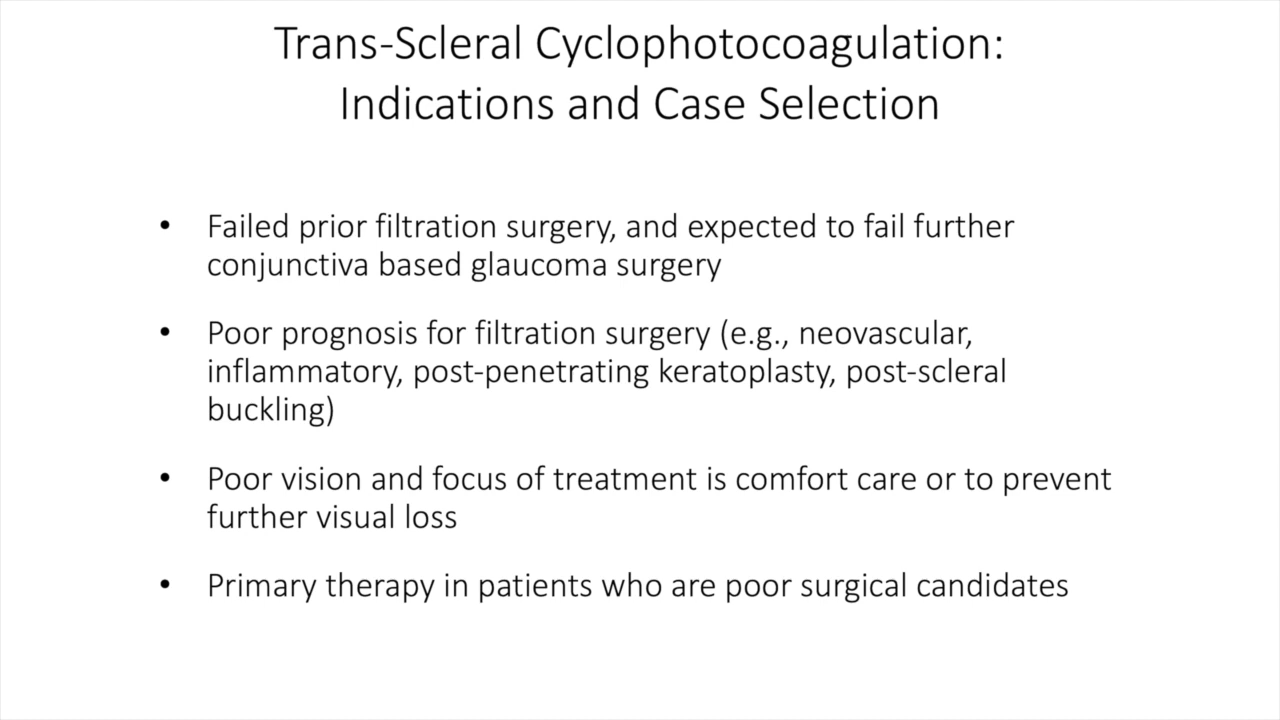 Trans-Scleral Cyclophotocoagulation:
Indications and Case Selection
• Failed prior filtration surgery, and expected to fail further
conjunctiva based glaucoma surgery
• Poor prognosis for filtration surgery (e.g., neovascular,
inflammatory, post-penetrating keratoplasty, post-scleral
buckling)
• Poor vision and focus of treatment is comfort care or to prevent
further visual loss
• Primary therapy in patients who are poor surgical candidates